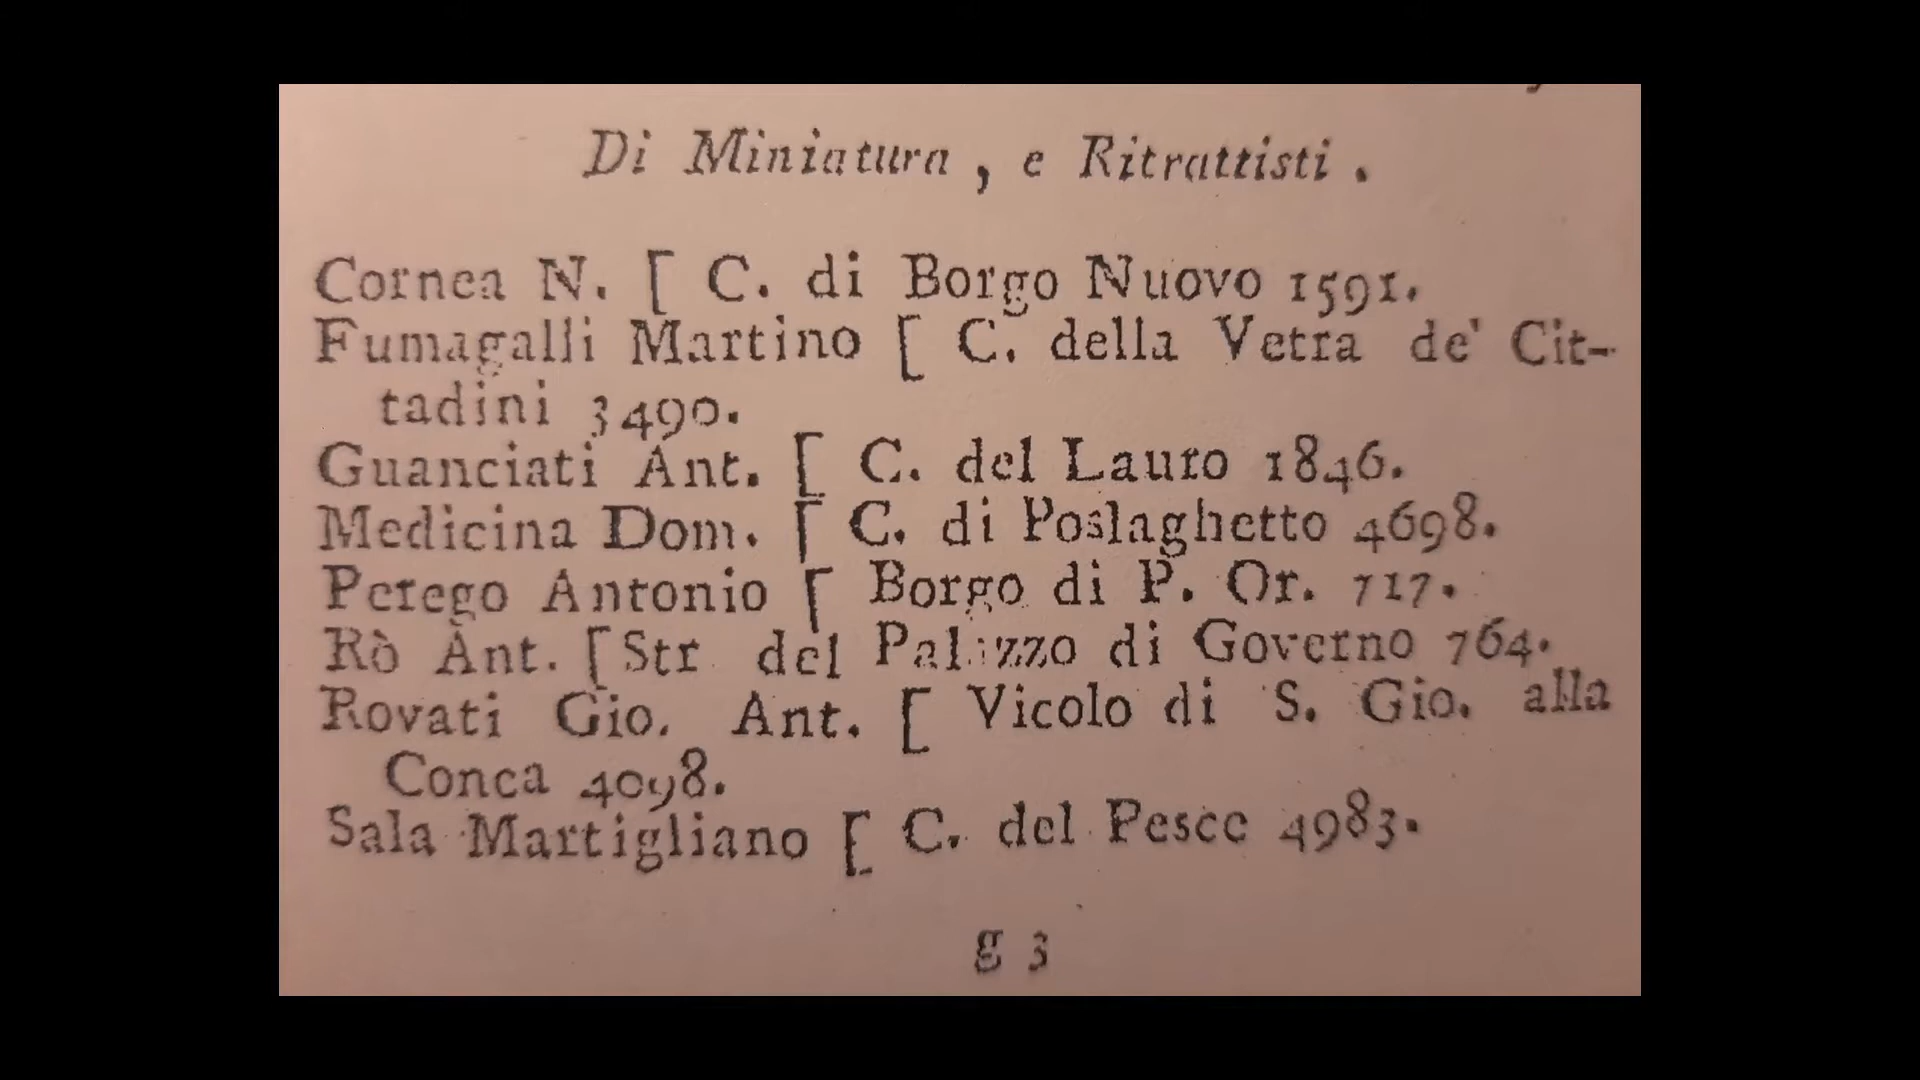 Di Miniatura, e Ritrattisti.
Cornea N. [ C. di Borgo Nuovo 1591.
Fumagalli Martino [ C. della Vetra de' Cit-
tadini 3490.
Guanciati Ant. [ C. del Lauro 1846.
Medicina Dom. [ C. di Poslaghetto 4698.
Perego Antonio [ Borgo di P. Or. 717.
Rò Ant. [ Str del Palazzo di Governo 764.
Rovati Gio. Ant. [ Vicolo di S. Gio. alla
Conca 4098.
Sala Martigliano [ C. del Pesce 4983.
g 3